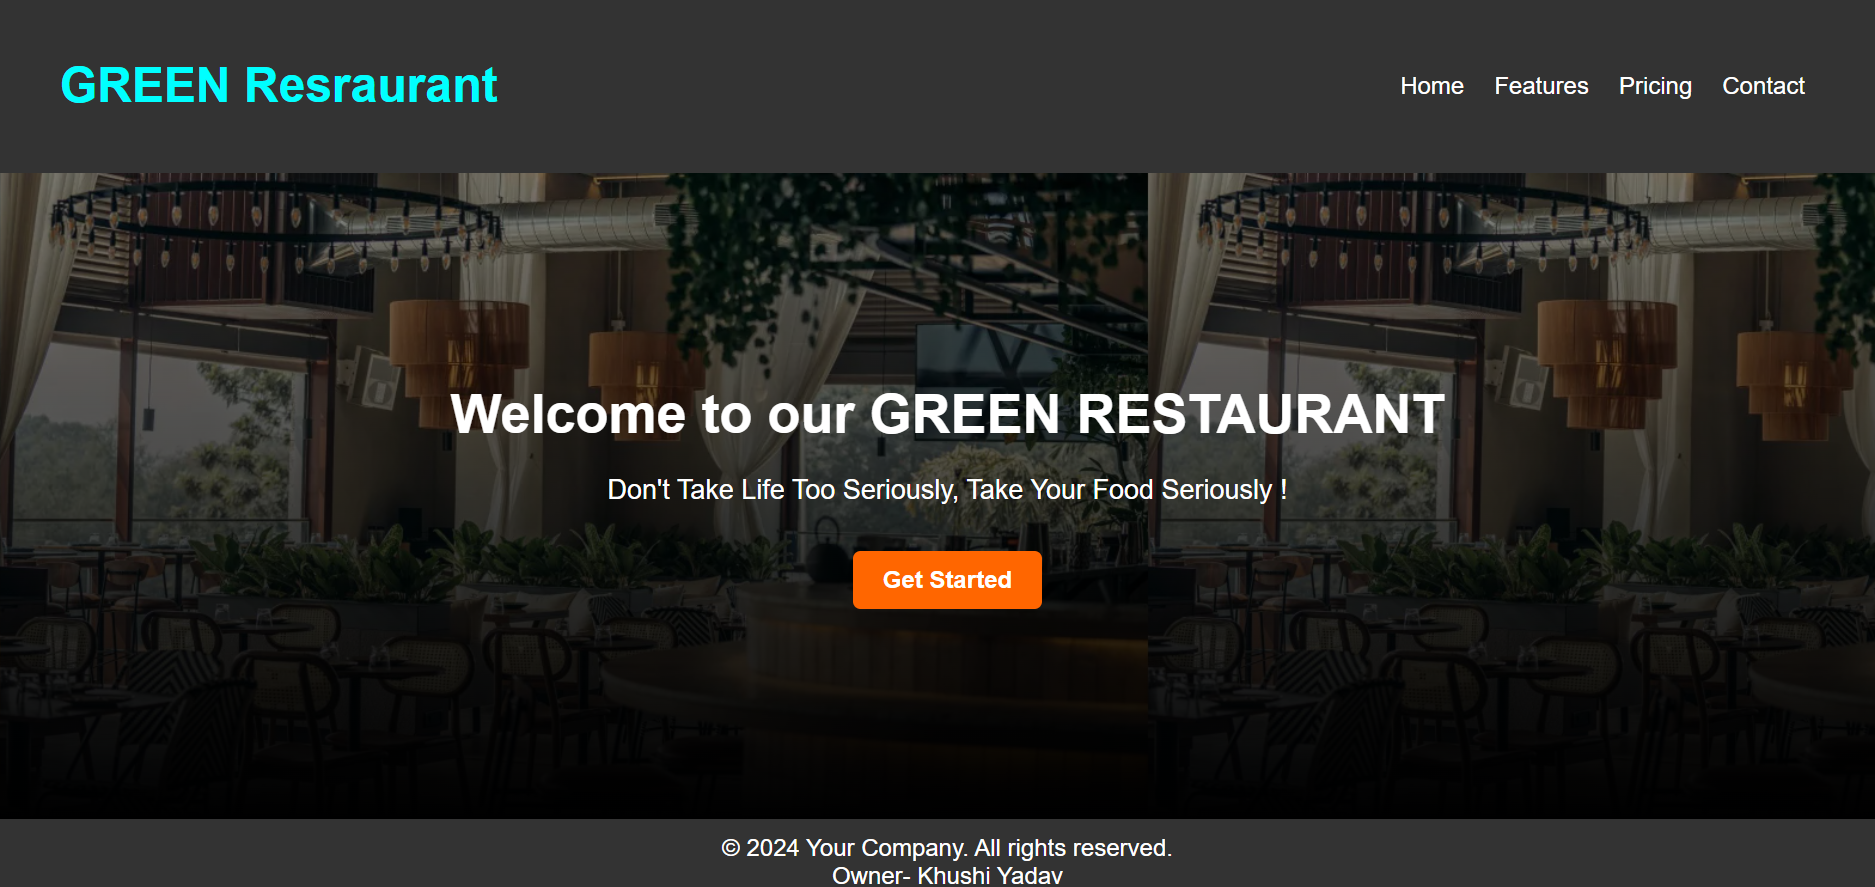 GREEN Resraurant
Home Features Pricing Contact
Welcome to our GREEN RESTAURANT
Don't Take Life Too Seriously, Take Your Food Seriously !
Get Started
© 2024 Your Company. All rights reserved.
Owner- Khushi Yadav